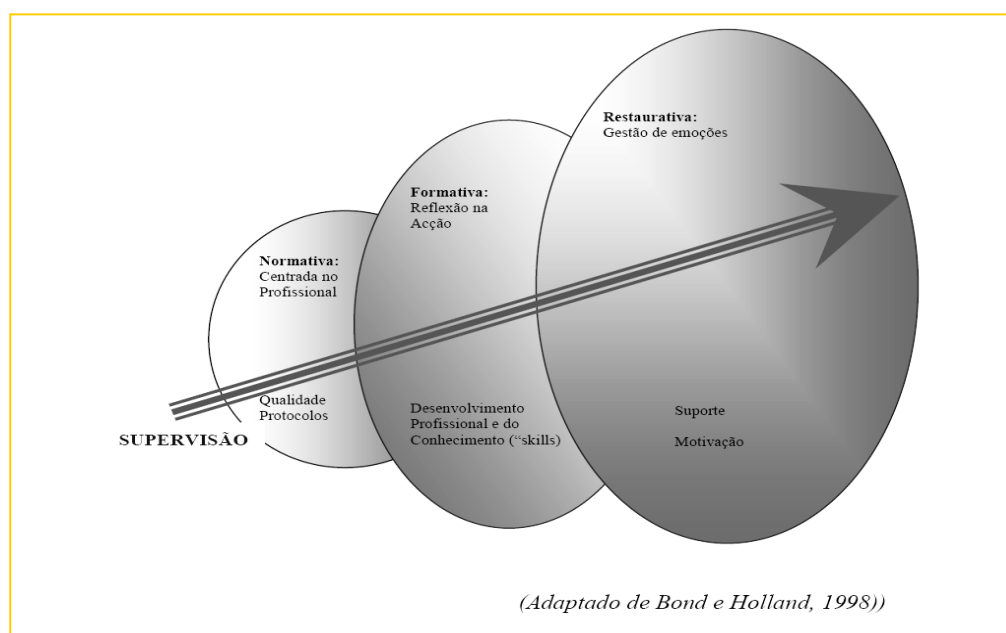 Restaurativa:
Gestão de emoções
Formativa:
Reflexão na
Acção
Normativa:
Centrada no
Profissional
Qualidade
Protocolos
Desenvolvimento
Profissional e do
Conhecimento (“skills)
Suporte
Motivação
SUPERVISÃO
(Adaptado de Bond e Holland, 1998))